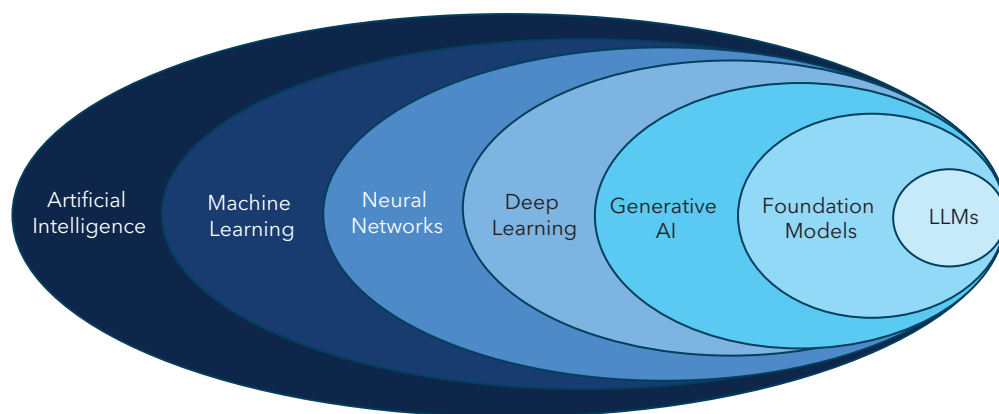 Artificial
Intelligence
Machine
Learning
Neural
Networks
Deep
Learning
Generative
AI
Foundation
Models
LLMs